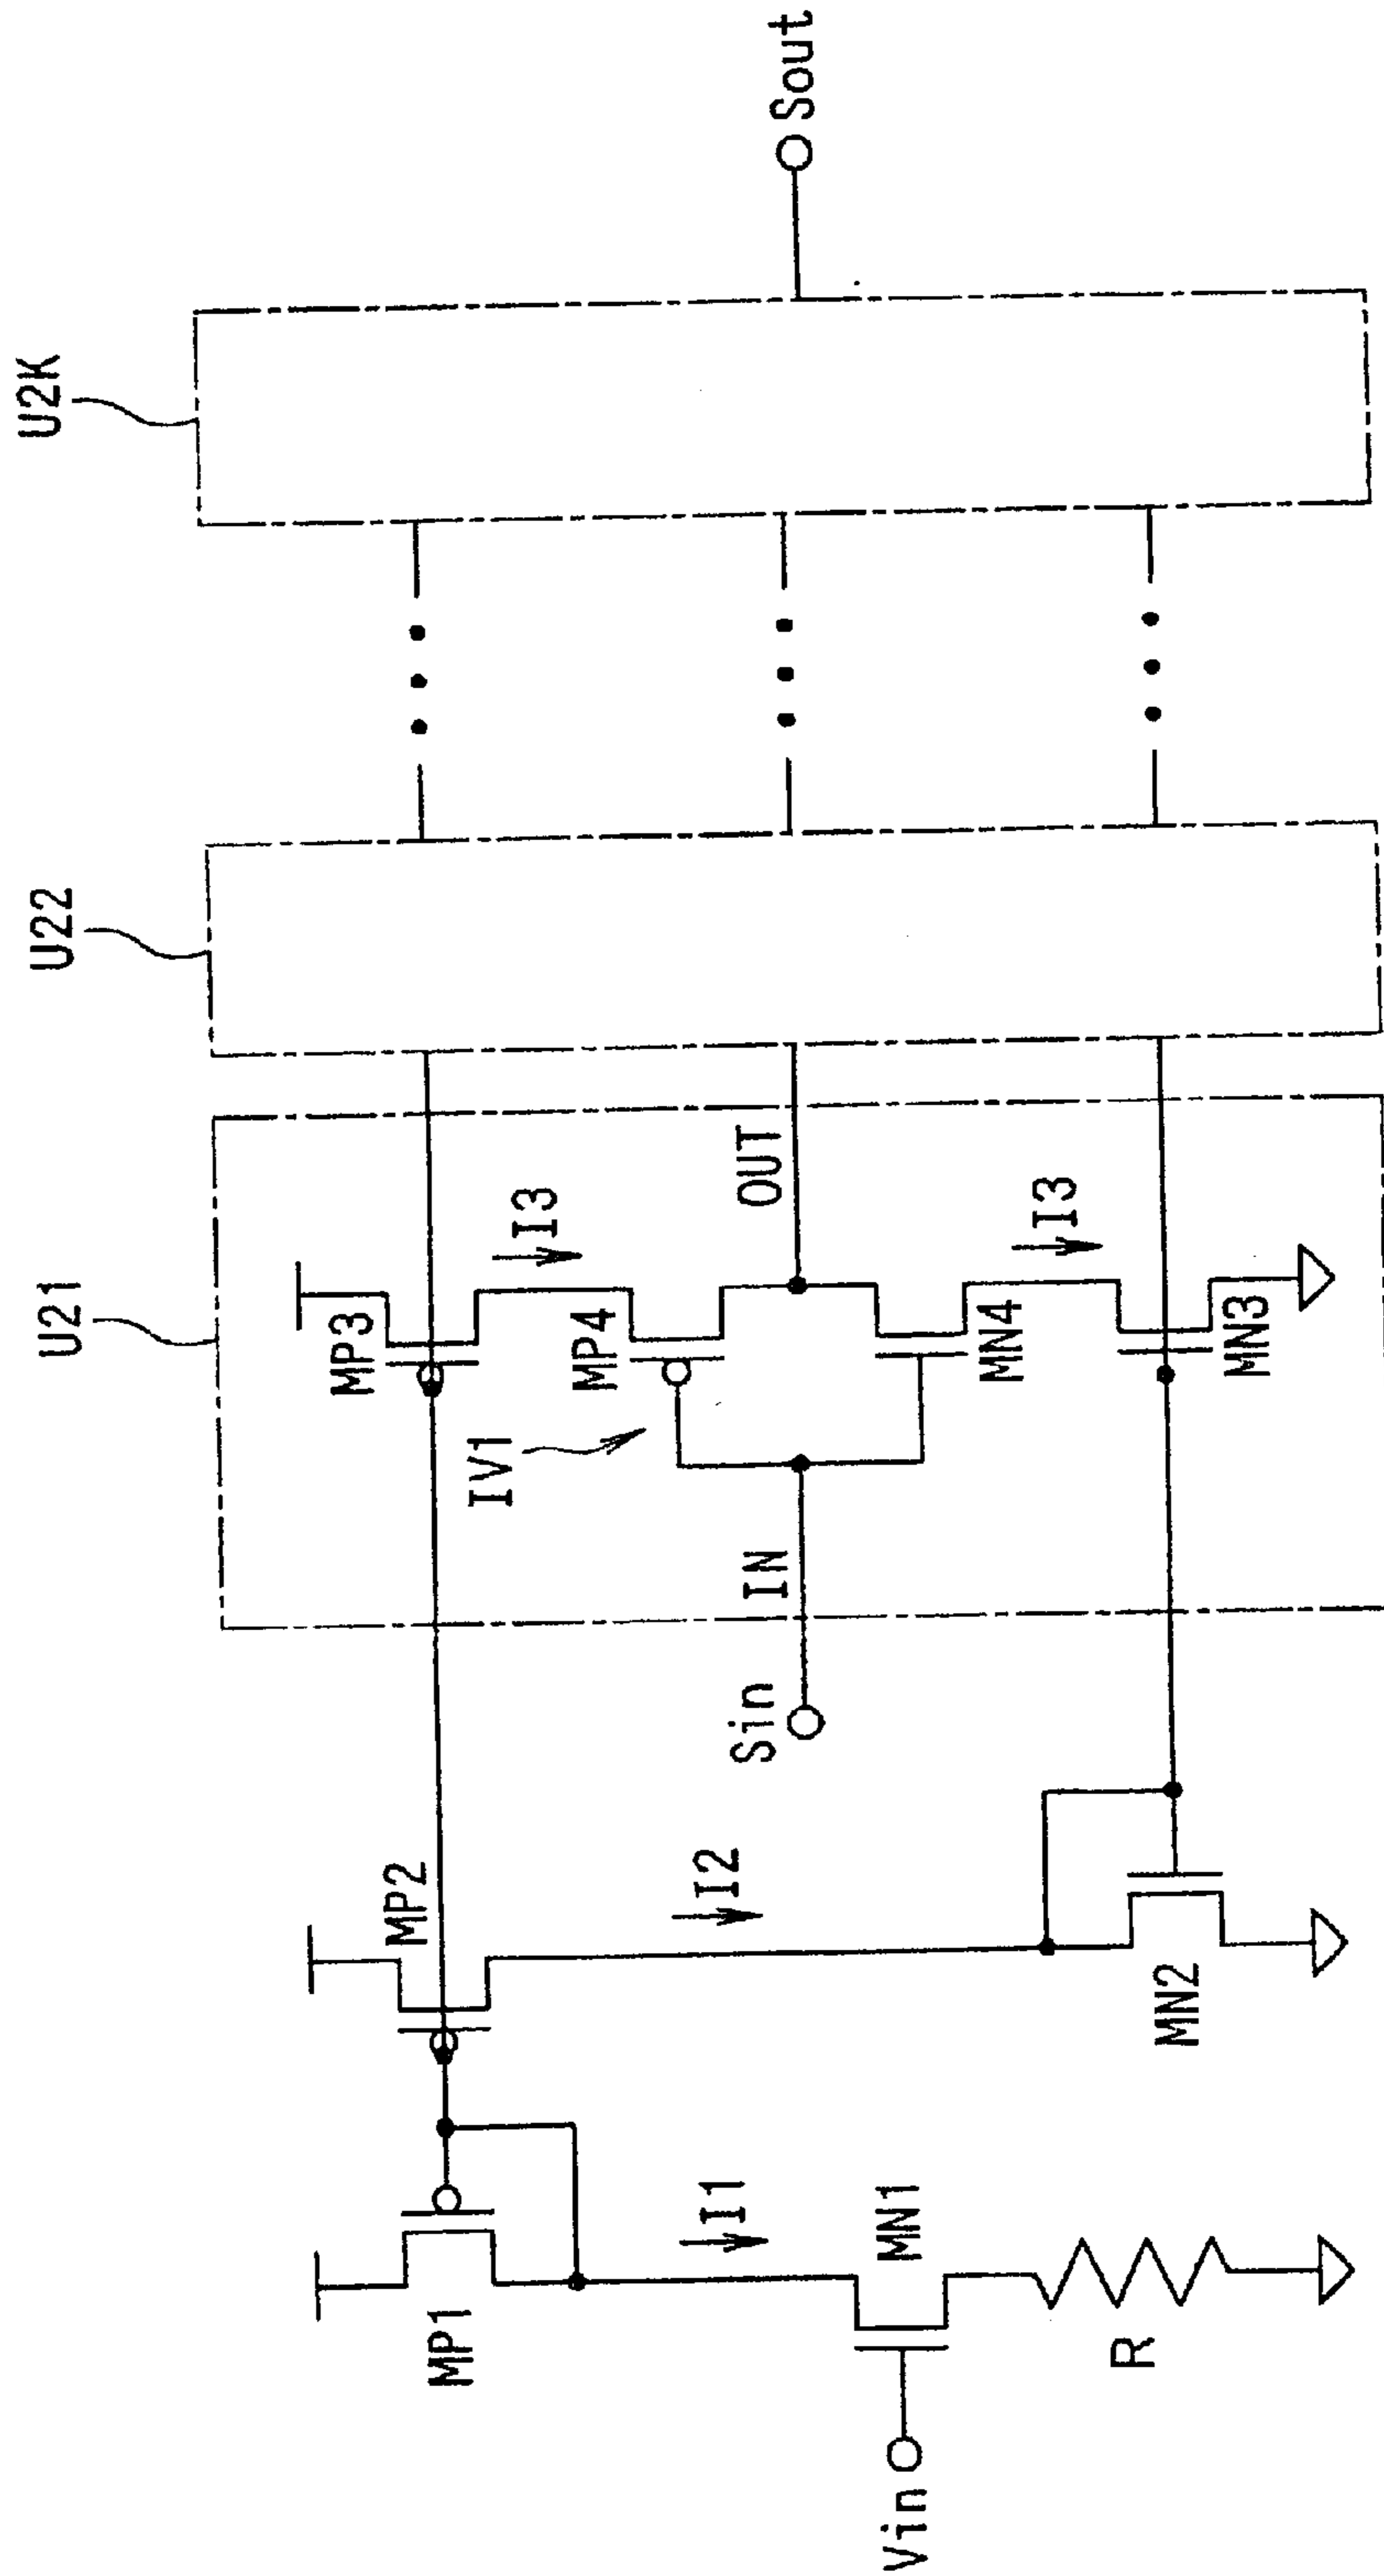 U21
U22
U2K
MP1
MP2
MP3
I3
IV1
MP4
OUT
Sout
Sin
IN
MN4
I3
I1
I2
Vin
MN1
MN2
MN3
R